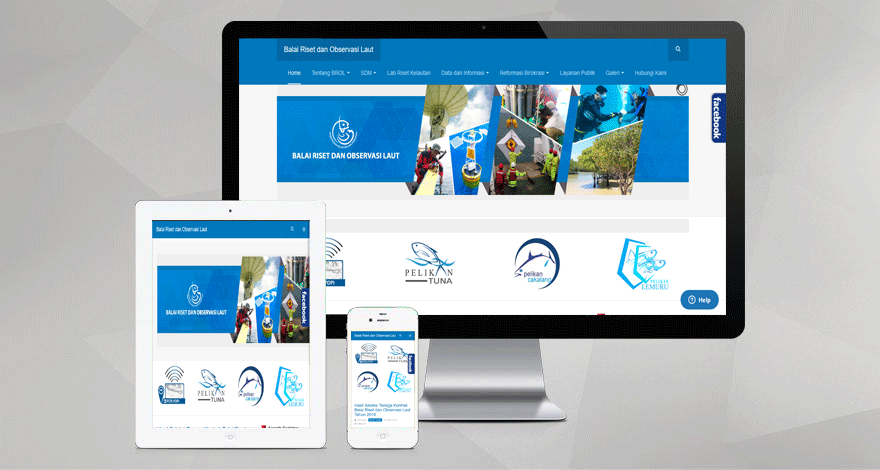 Balai Riset dan Observasi Laut
Home Tentang BROL SDM Lab Riset Kelautan Data dan Informasi Reformasi Birokrasi Layanan Publik Galeri Hubungi Kami
facebook
BALAI RISET DAN OBSERVASI LAUT
PELIKAN
TUNA
pelikan
cakalang
PELIKAN
LEMURU
Help
Balai Riset dan Observasi Laut
BALAI RISET DAN OBSERVASI LAUT
facebook
PELIKAN
TUNA
pelikan
cakalang
LEMURU
Balai Riset dan Observasi Laut
facebook
Hasil Seleksi Tenaga Kontrak
Balai Riset dan Observasi Laut